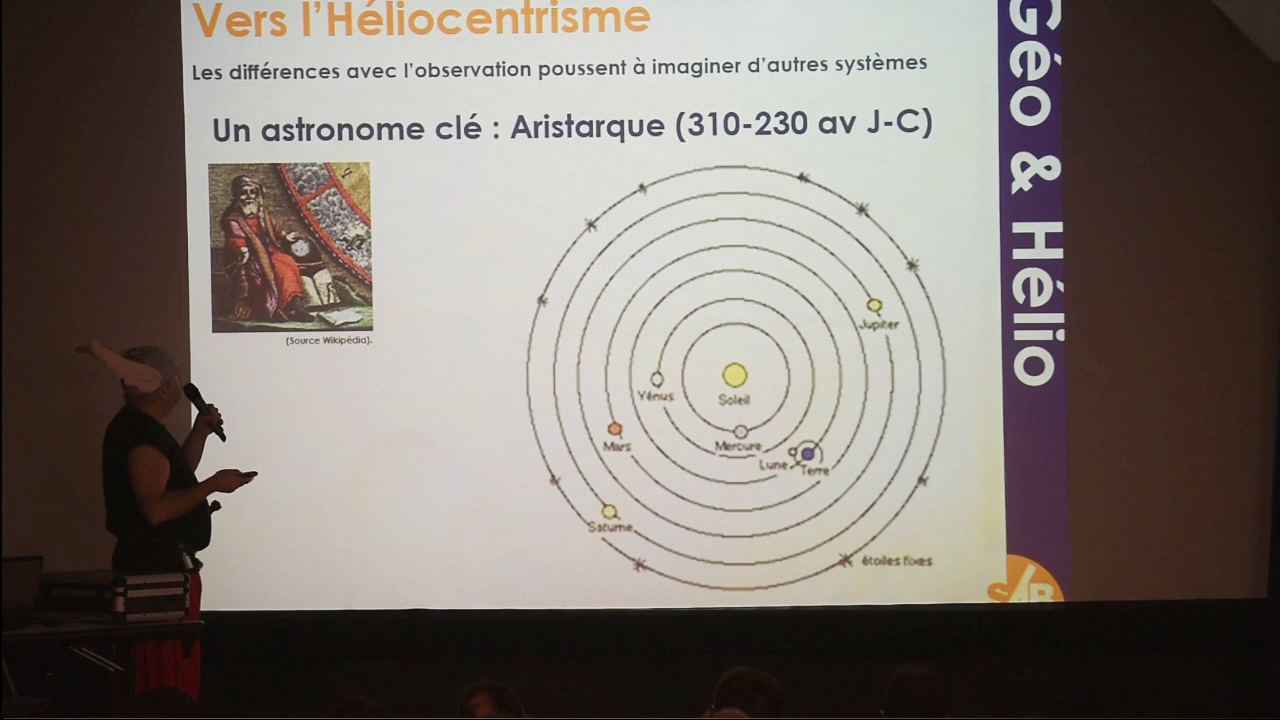 Vers l'Héliocentrisme
Les différences avec l'observation poussent à imaginer d'autres systèmes
Un astronome clé : Aristarque (310-230 av J-C)
(Source Wikipédia).
Jupiter
Vénus
Soleil
Mars
Mercure
Lune
Terre
Saturne
étoiles fixes
Géo & Hélio